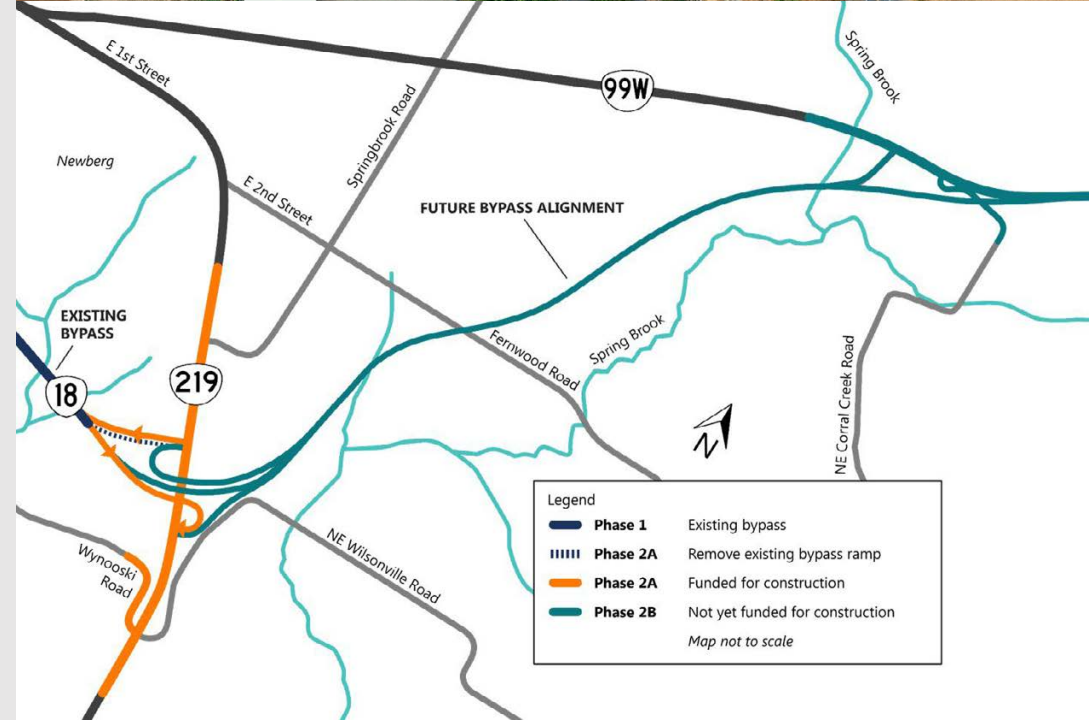 E 1st Street
99W
Spring Brook
Springbrook Road
Newberg
E 2nd Street
FUTURE BYPASS ALIGNMENT
EXISTING
BYPASS
18
219
Fernwood Road
Spring Brook
N
NE Corral Creek Road
Wynooski
Road
NE Wilsonville Road
Legend
Phase 1 Existing bypass
Phase 2A Remove existing bypass ramp
Phase 2A Funded for construction
Phase 2B Not yet funded for construction
Map not to scale